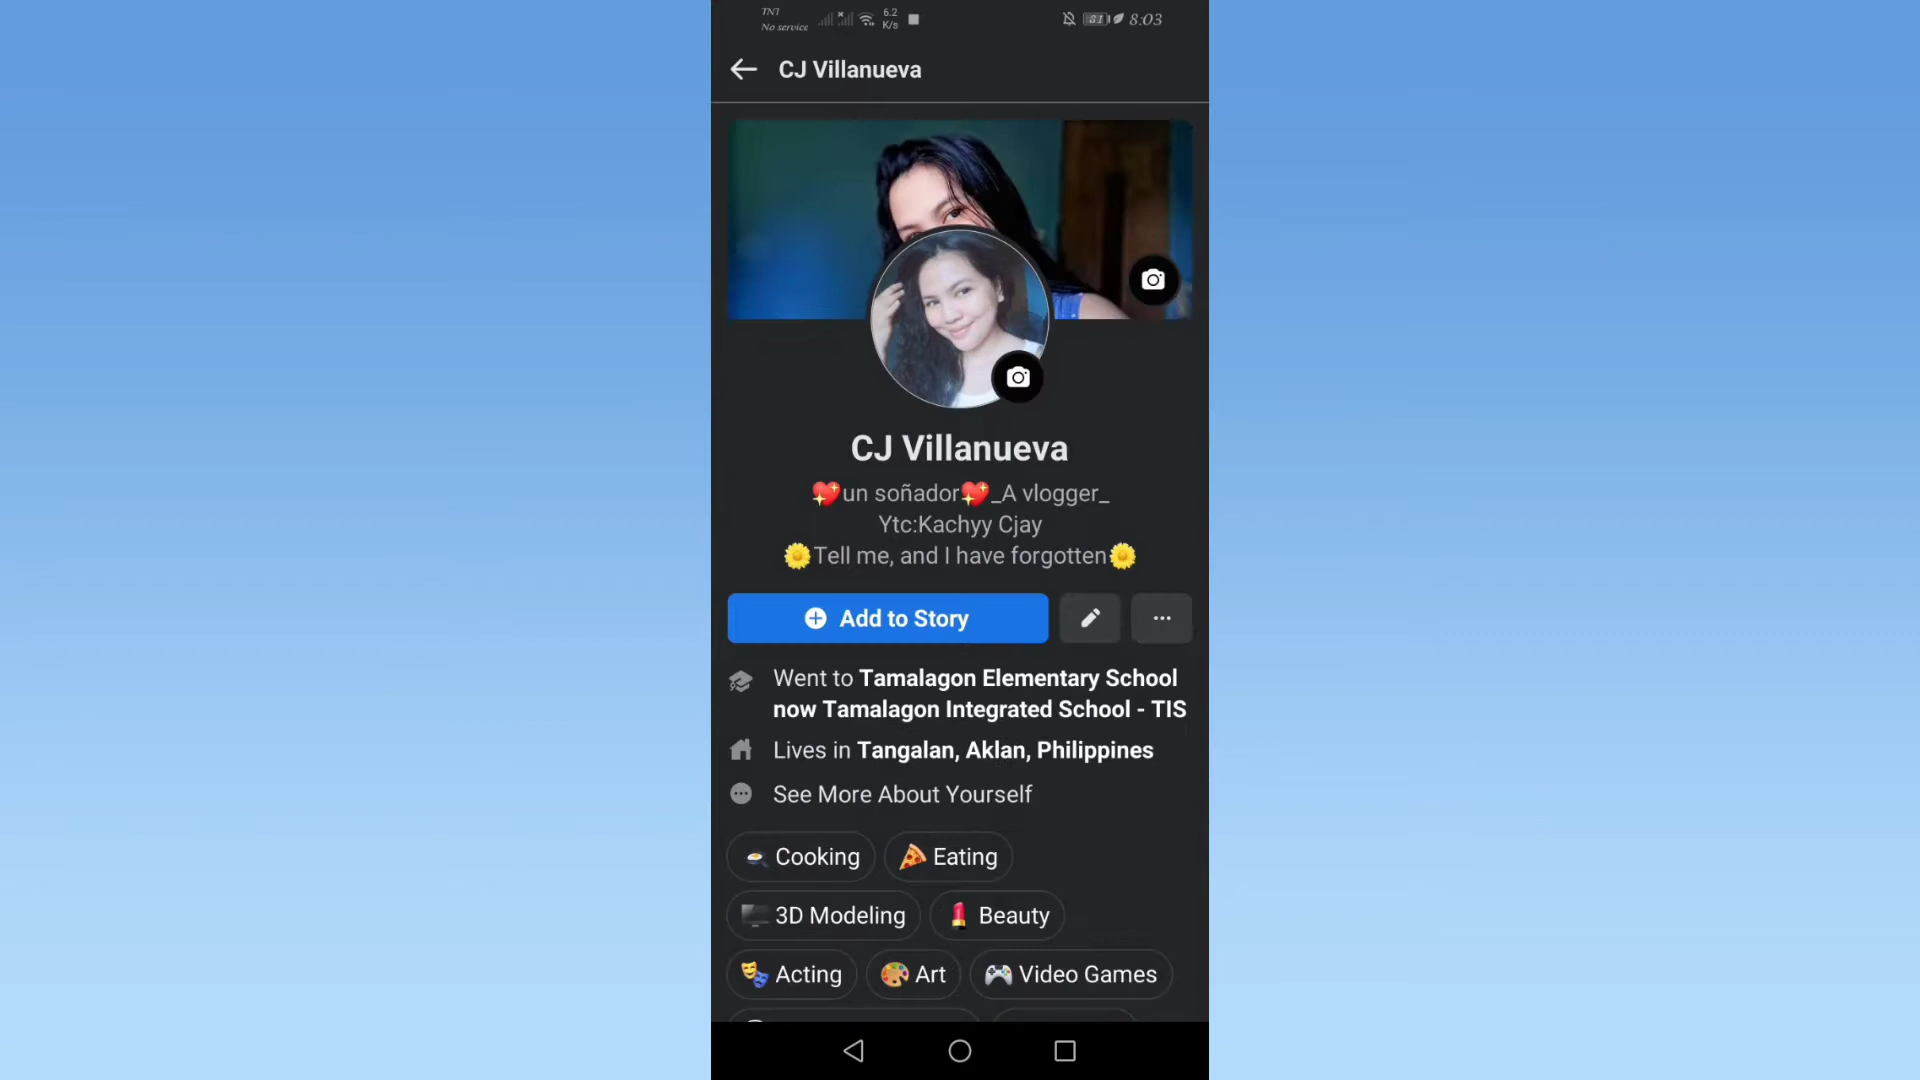 TNT
No service
6.2
K/s
81
8:03
CJ Villanueva
CJ Villanueva
💖un soñador💖_A vlogger_
Ytc:Kachyy Cjay
🌼Tell me, and I have forgotten🌼
Add to Story
Went to Tamalagon Elementary School
now Tamalagon Integrated School - TIS
Lives in Tangalan, Aklan, Philippines
See More About Yourself
🍳 Cooking 🍕 Eating
🖥️ 3D Modeling 💄 Beauty
🎭 Acting 🎨 Art 🎮 Video Games